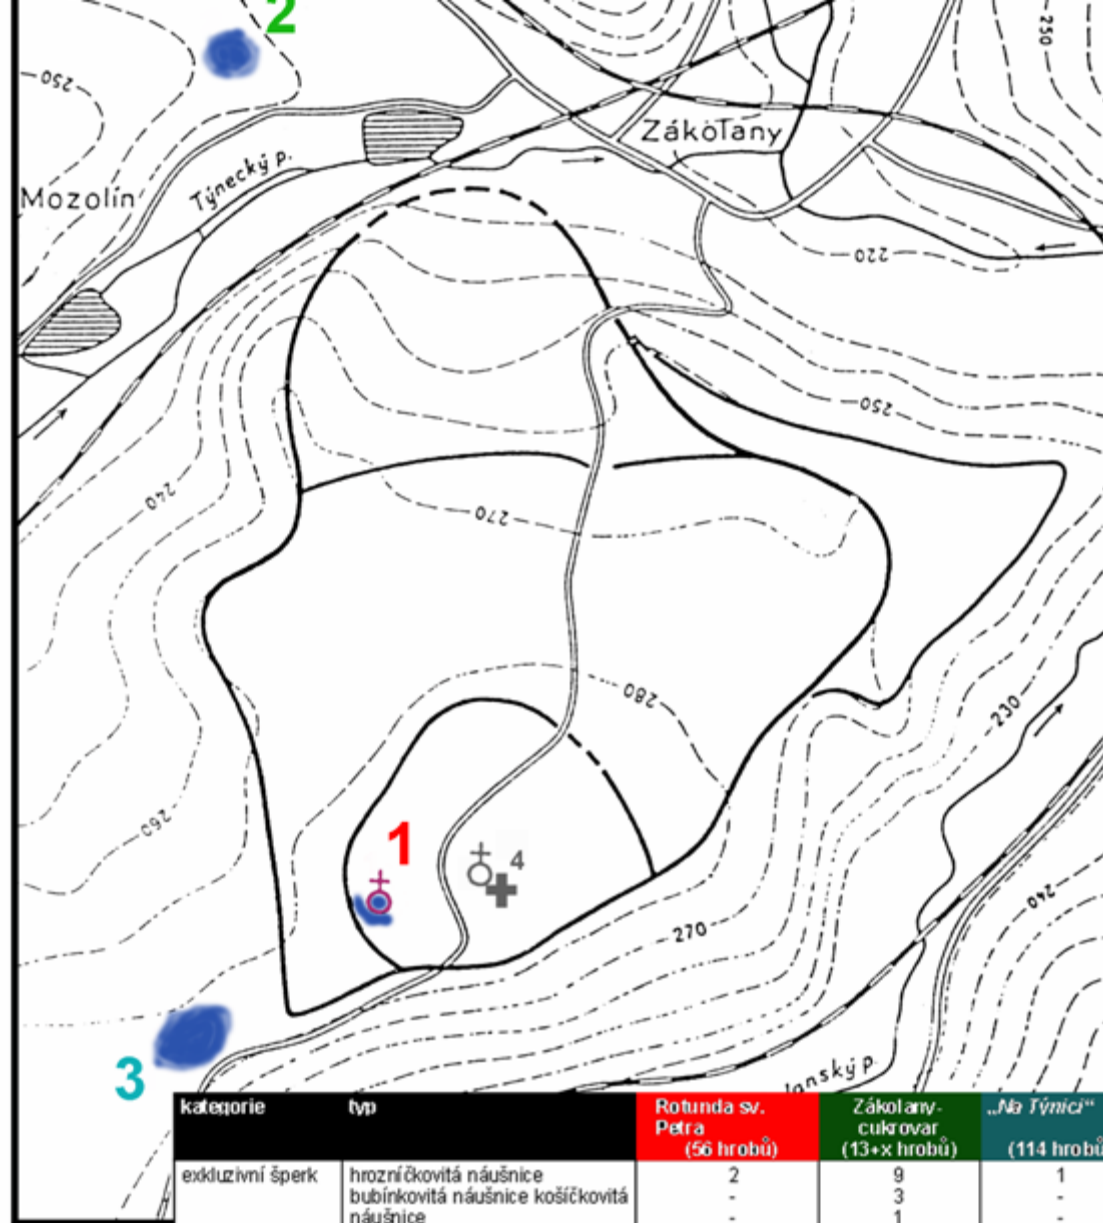 2
250
250
Zákolany
Týnecký p.
Mozolín
220
250
240
270
280
230
260
1
4
270
240
3
kategorie typ Rotunda sv. Petra (56 hrobů) Zákolany-cukrovar (13+x hrobů) „Na Týnici“ (114 hrobů
exkluzivní šperk hrozníčkovitá náušnice 2 9 1
bubínkovitá náušnice košíčkovitá - 3 -
náušnice - 1 -